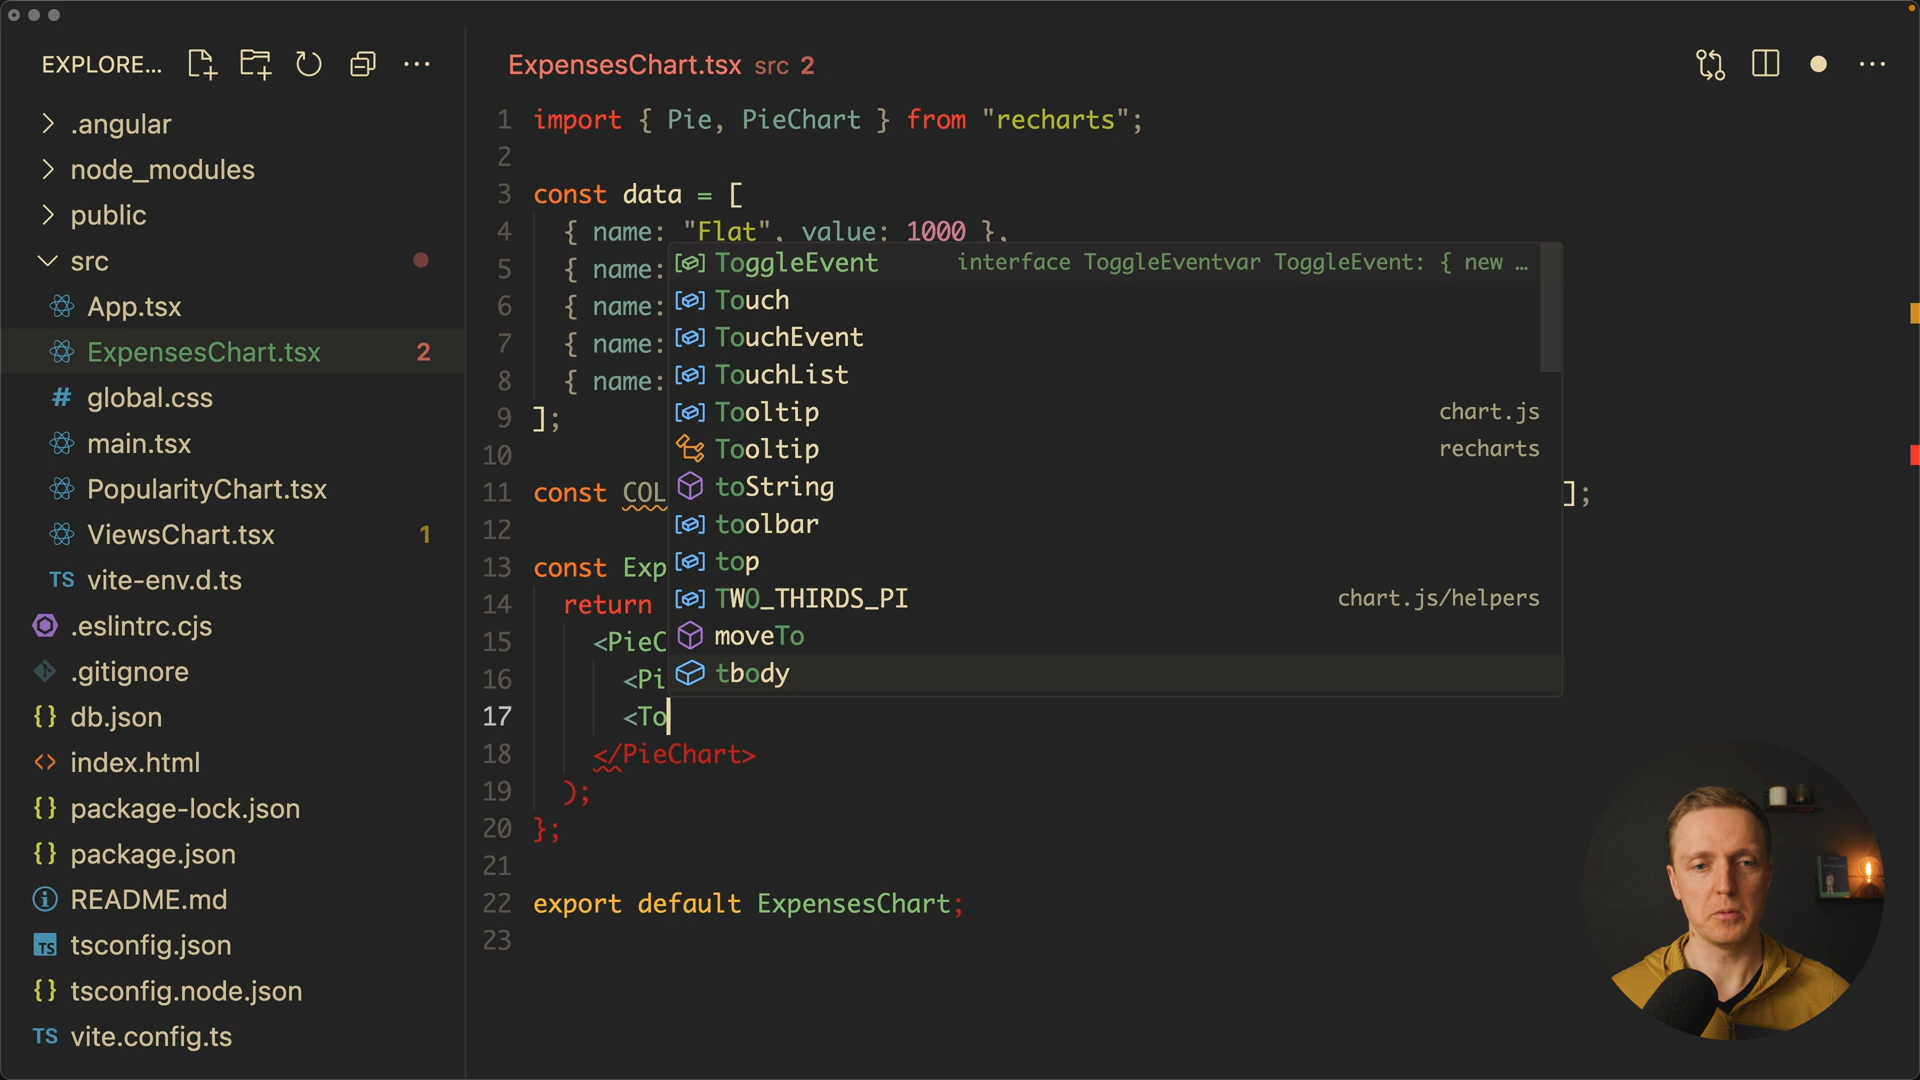 EXPLORE...
.angular
node_modules
public
src
App.tsx
ExpensesChart.tsx 2
global.css
main.tsx
PopularityChart.tsx
ViewsChart.tsx 1
TS vite-env.d.ts
.eslintrc.cjs
.gitignore
{} db.json
<> index.html
{} package-lock.json
{} package.json
README.md
TS tsconfig.json
{} tsconfig.node.json
TS vite.config.ts
ExpensesChart.tsx src 2
1 import { Pie, PieChart } from "recharts";
2
3 const data = [
4 { name: "Flat", value: 1000 },
5 { name:
6 { name:
7 { name:
8 { name:
9 ];
10
11 const COL ];
12
13 const Exp
14 return
15 <PieC
16 <Pi
17 <To
18 </PieChart>
19 );
20 };
21
22 export default ExpensesChart;
23
ToggleEvent interface ToggleEventvar ToggleEvent: { new …
Touch
TouchEvent
TouchList
Tooltip chart.js
Tooltip recharts
toString
toolbar
top
TWO_THIRDS_PI chart.js/helpers
moveTo
tbody